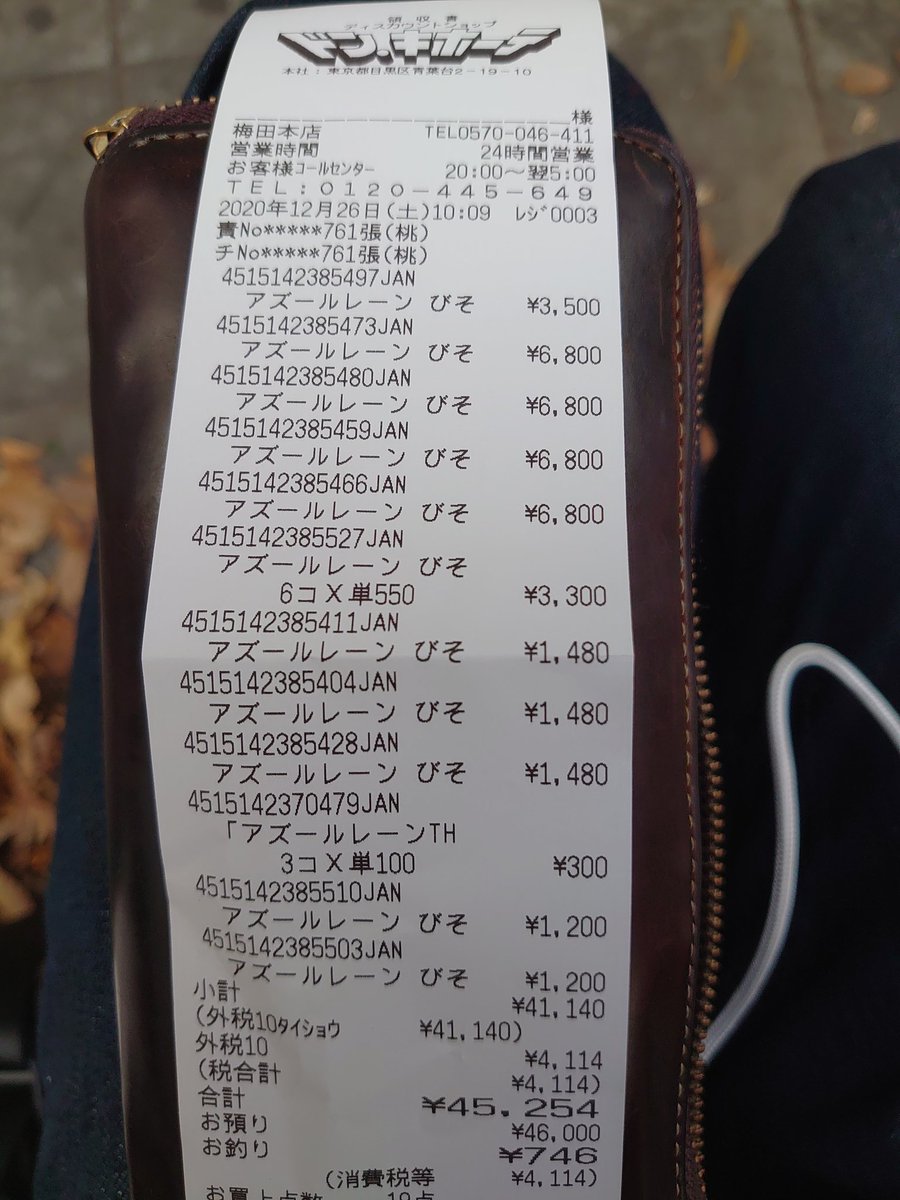 領収書
ディスカウントショップ
ドン.キホーテ
本社：東京都目黒区青葉台2-19-10
様
梅田本店 TEL0570-046-411
営業時間 24時間営業
お客様コールセンター 20:00～翌5:00
TEL:0120-445-649
2020年12月26日(土)10:09 レジ0003
責No*****761張(桃)
チNo*****761張(桃)
4515142385497JAN
アズールレーン びそ ¥3,500
4515142385473JAN
アズールレーン びそ ¥6,800
4515142385480JAN
アズールレーン びそ ¥6,800
4515142385459JAN
アズールレーン びそ ¥6,800
4515142385466JAN
アズールレーン びそ ¥6,800
4515142385527JAN
アズールレーン びそ
6コX単550 ¥3,300
4515142385411JAN
アズールレーン びそ ¥1,480
4515142385404JAN
アズールレーン びそ ¥1,480
4515142385428JAN
アズールレーン びそ ¥1,480
4515142370479JAN
「アズールレーンTH
3コX単100 ¥300
4515142385510JAN
アズールレーン びそ ¥1,200
4515142385503JAN
アズールレーン びそ ¥1,200
小計 ¥41,140
(外税10タイショウ ¥41,140)
外税10 ¥4,114
(税合計 ¥4,114)
合計 ¥45,254
お預り ¥46,000
お釣り ¥746
(消費税等 ¥4,114)
お買上点数 19点